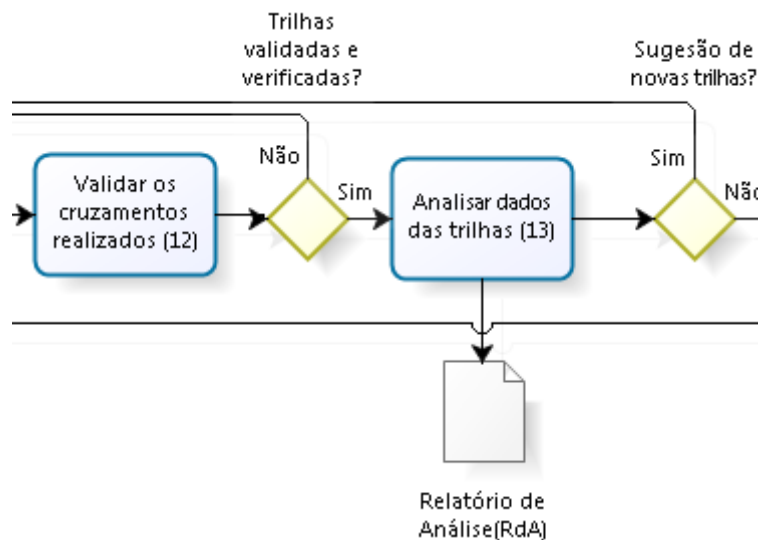 Trilhas
validadas e
verificadas?
Sugesão de
novas trilhas?
Não
Sim
Validar os
cruzamentos
realizados (12)
Sim
Analisar dados
das trilhas (13)
Não
Relatório de
Análise(RdA)